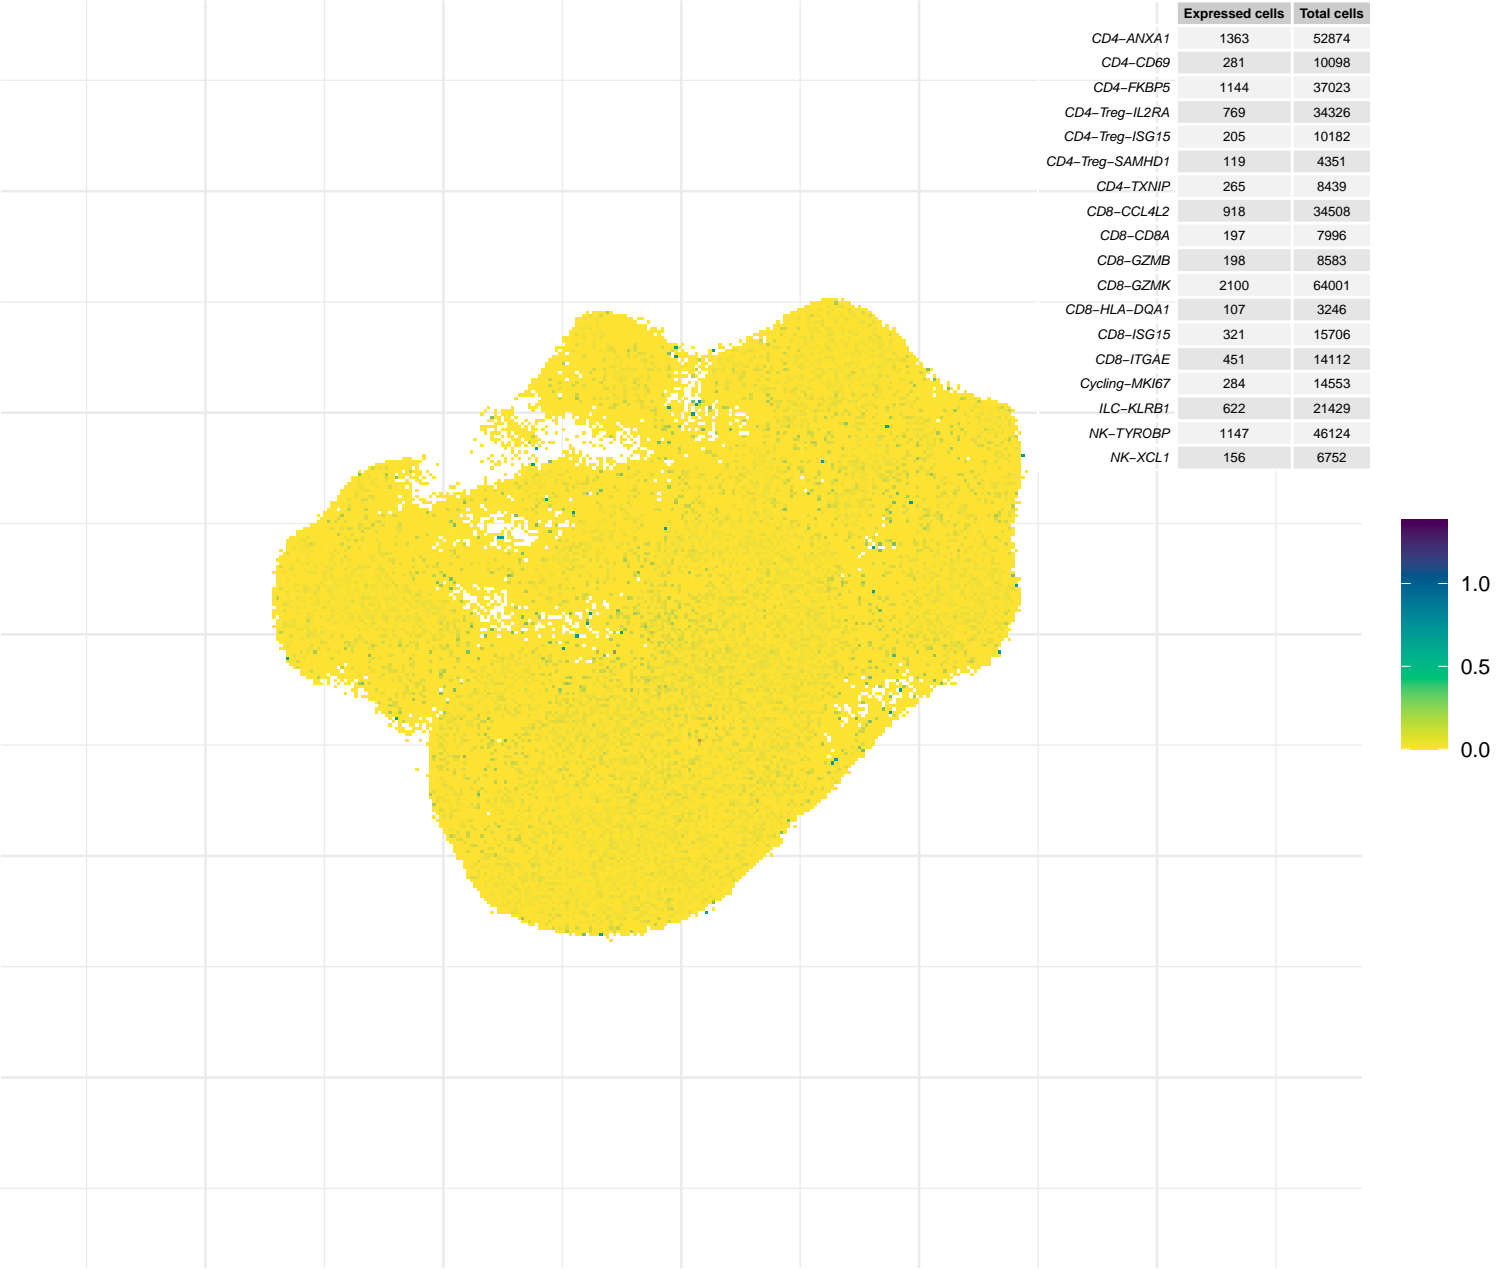 Expressed cells Total cells
CD4−ANXA1 1363 52874
CD4−CD69 281 10098
CD4−FKBP5 1144 37023
CD4−Treg−IL2RA 769 34326
CD4−Treg−ISG15 205 10182
CD4−Treg−SAMHD1 119 4351
CD4−TXNIP 265 8439
CD8−CCL4L2 918 34508
CD8−CD8A 197 7996
CD8−GZMB 198 8583
CD8−GZMK 2100 64001
CD8−HLA−DQA1 107 3246
CD8−ISG15 321 15706
CD8−ITGAE 451 14112
Cycling−MKI67 284 14553
ILC−KLRB1 622 21429
NK−TYROBP 1147 46124
NK−XCL1 156 6752
1.0
0.5
0.0